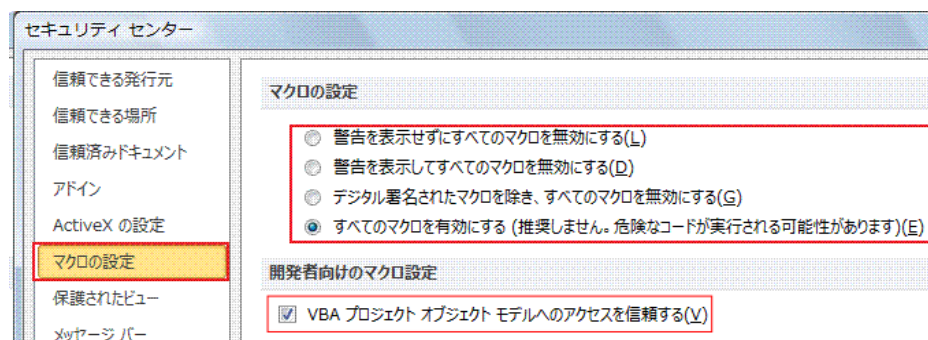 セキュリティ センター
信頼できる発行元
信頼できる場所
信頼済みドキュメント
アドイン
ActiveX の設定
マクロの設定
保護されたビュー
メッセージ バー
マクロの設定
警告を表示せずにすべてのマクロを無効にする(L)
警告を表示してすべてのマクロを無効にする(D)
デジタル署名されたマクロを除き、すべてのマクロを無効にする(G)
すべてのマクロを有効にする (推奨しません。危険なコードが実行される可能性があります)(E)
開発者向けのマクロ設定
VBA プロジェクト オブジェクト モデルへのアクセスを信頼する(V)